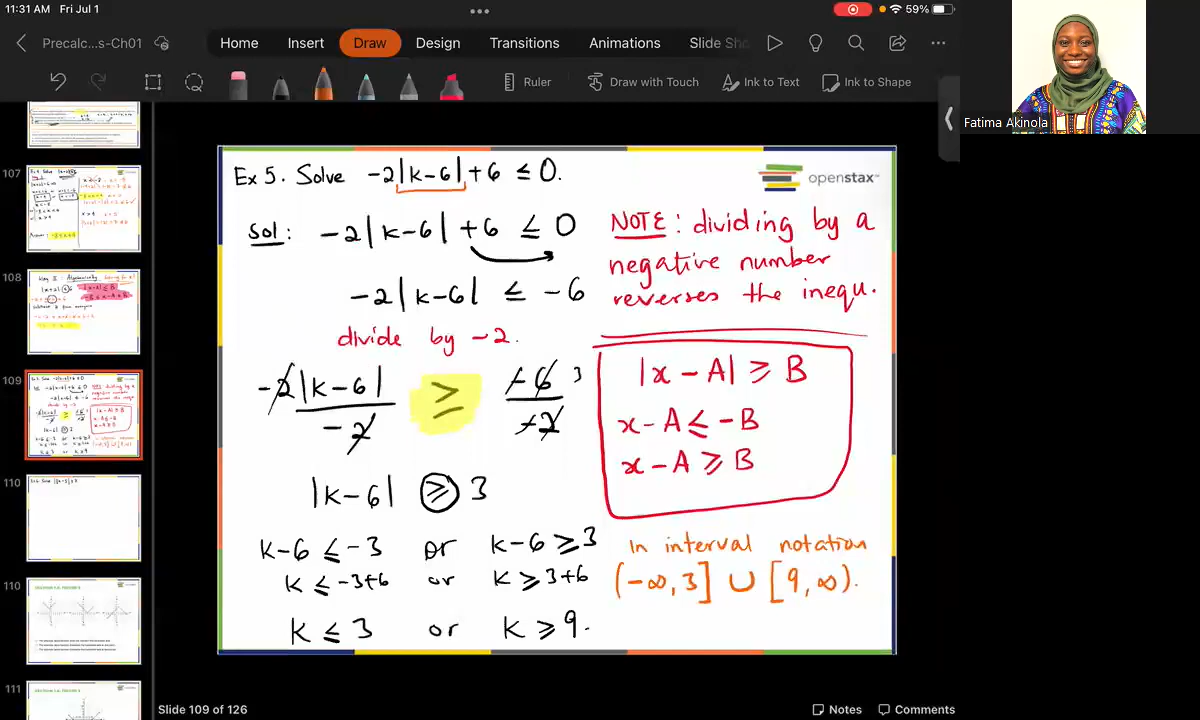 11:31 AM Fri Jul 1
59%
Precalc...s-Ch01
Home Insert Draw Design Transitions Animations Slide Sho
Ruler Draw with Touch Ink to Text Ink to Shape
Fatima Akinola
107
108
109
110
110
111
Ex 5. Solve -2|k-6|+6 ≤ 0.
openstax™
Sol: -2|k-6| +6 ≤ 0
-2|k-6| ≤ -6
divide by -2.
-2|k-6| ≥ -6 3
-2 -2
|k-6| ≥ 3
k-6 ≤ -3 or k-6 ≥ 3
k ≤ -3+6 or k ≥ 3+6
k ≤ 3 or k ≥ 9.
NOTE: dividing by a
negative number
reverses the inequ.
|x - A| ≥ B
x - A ≤ -B
x - A ≥ B
In interval notation
(-∞, 3] ∪ [9, ∞).
Slide 109 of 126
Notes Comments